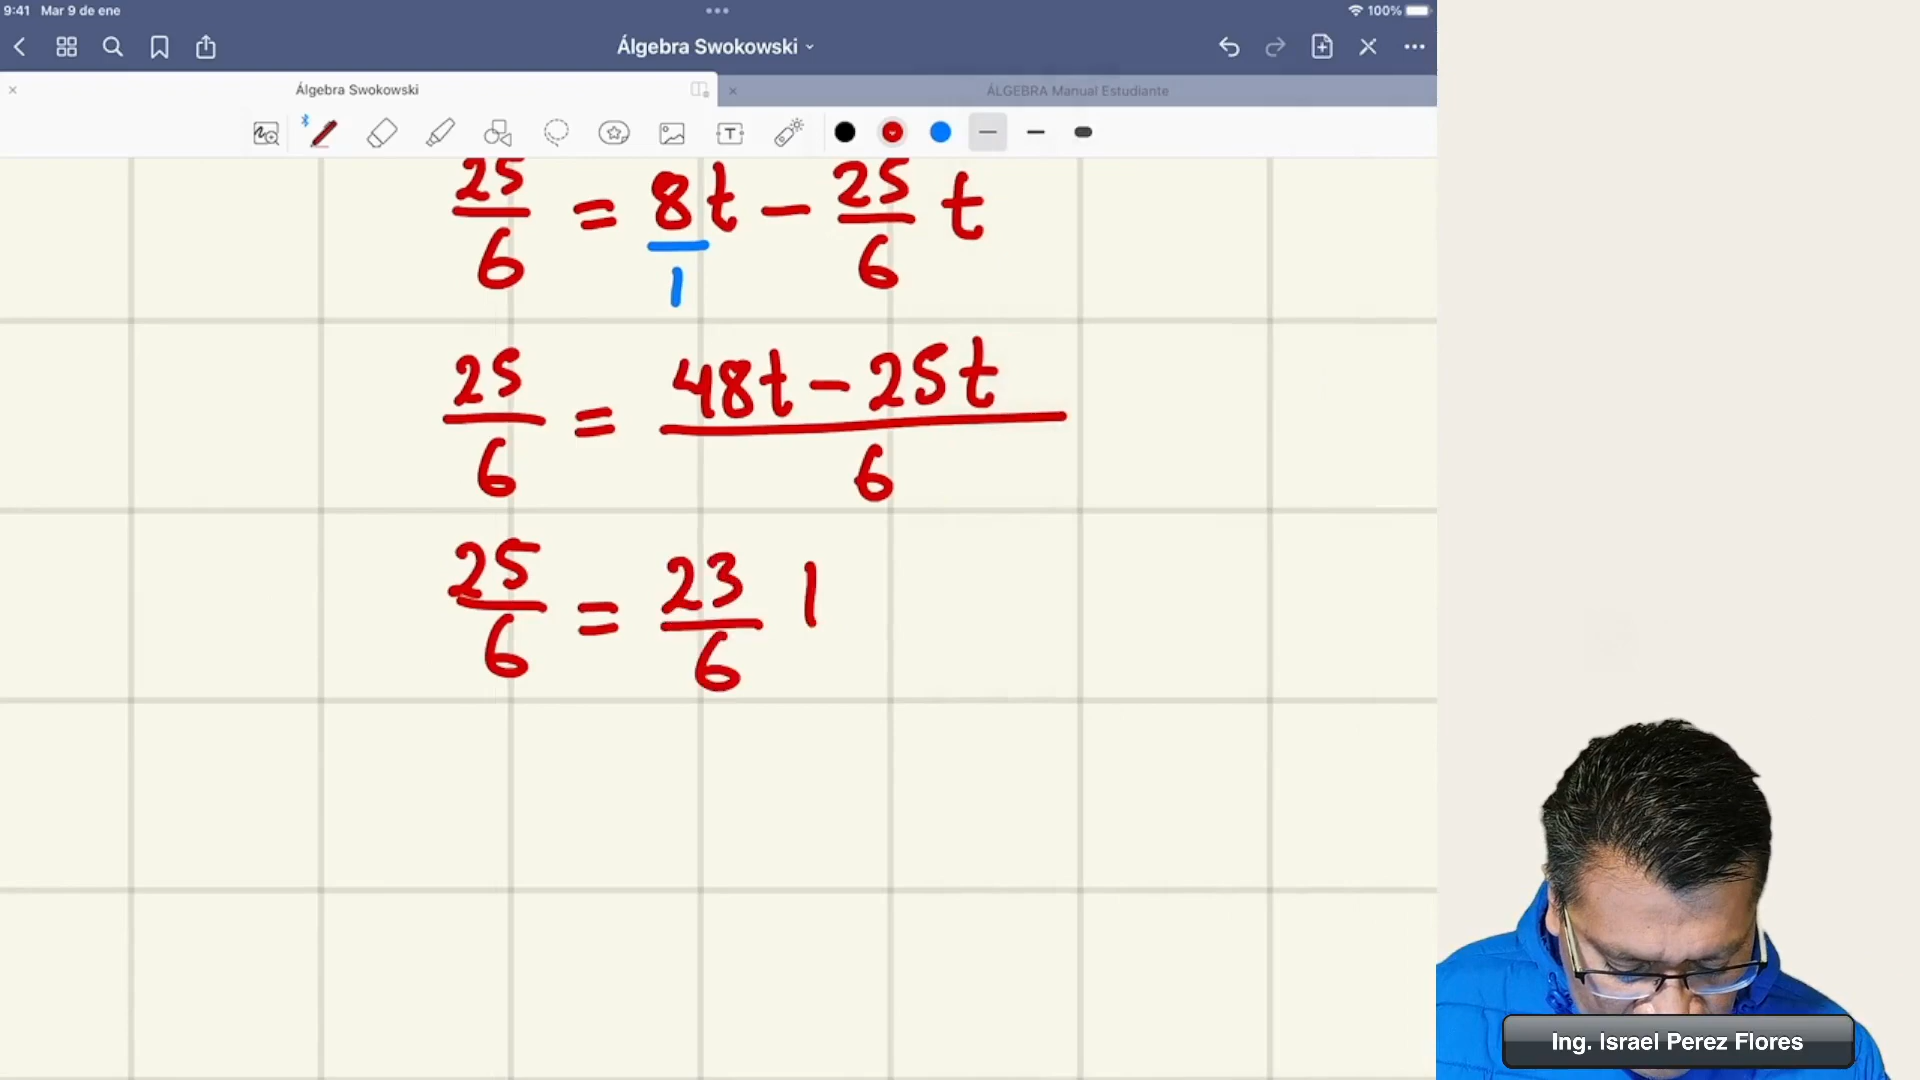 9:41 Mar 9 de ene
100%
Álgebra Swokowski
Álgebra Swokowski
ÁLGEBRA Manual Estudiante
25/6 = 8t/1 - 25/6 t
25/6 = 48t - 25t / 6
25/6 = 23/6 l
Ing. Israel Perez Flores